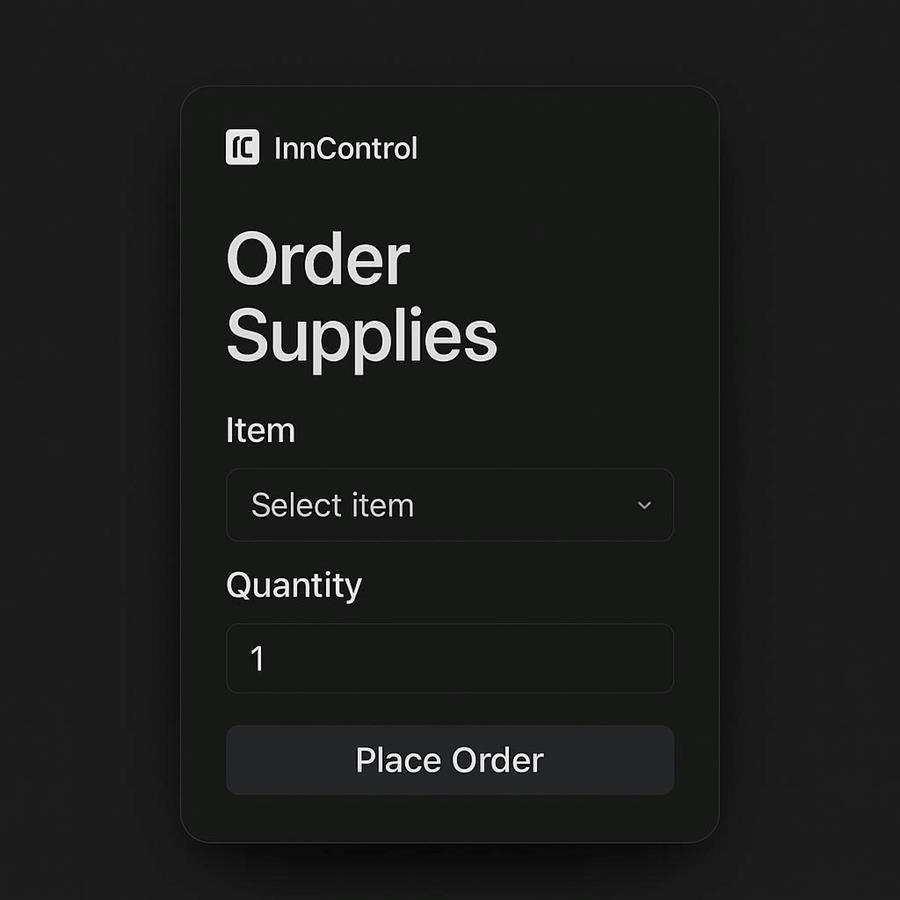 IC InnControl
Order
Supplies
Item
Select item
Quantity
1
Place Order